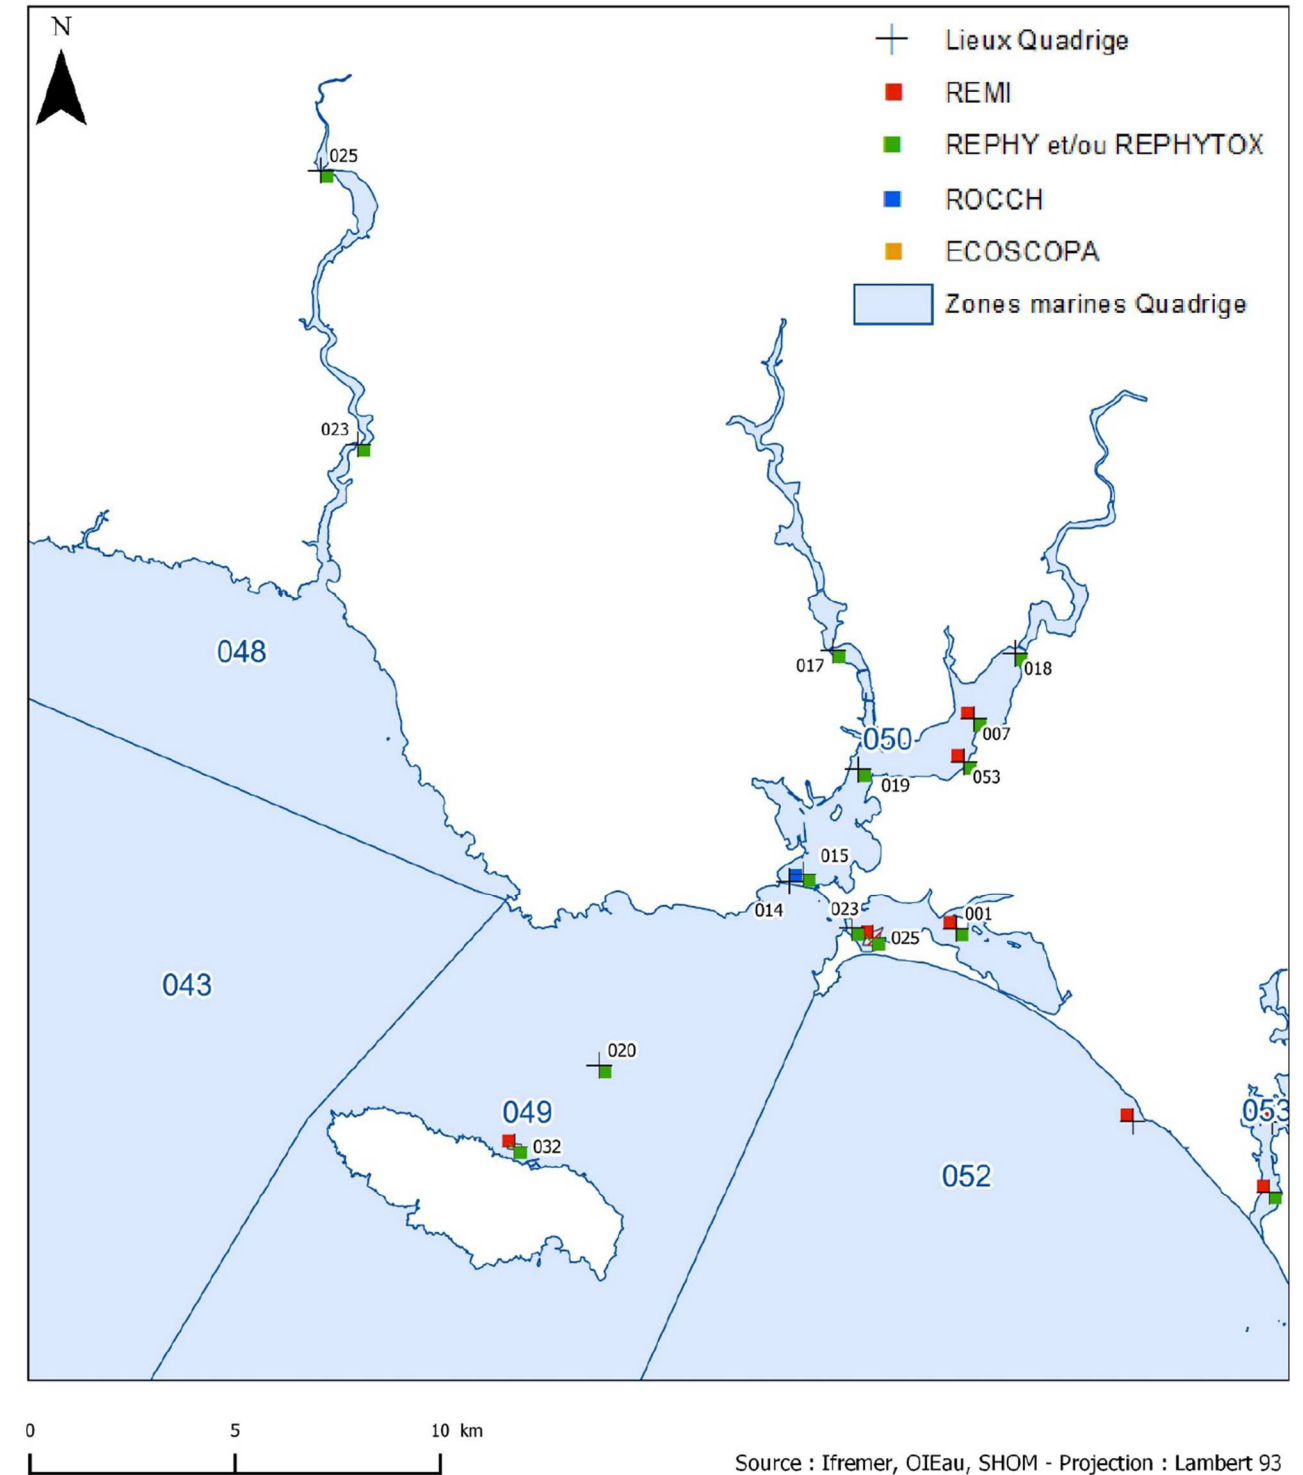 N
Lieux Quadrige
REMI
REPHY et/ou REPHYTOX
ROCCH
ECOSCOPA
Zones marines Quadrige
025
023
048
017
018
007
050
053
019
015
014
023
001
025
043
020
049
053
032
052
0 5 10 km
Source : Ifremer, OIEau, SHOM - Projection : Lambert 93